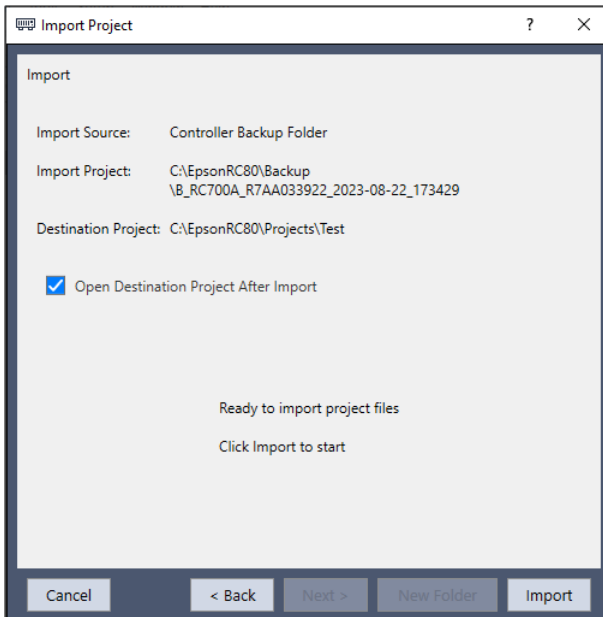 Import Project
?
Import
Import Source: Controller Backup Folder
Import Project: C:\EpsonRC80\Backup
\B_RC700A_R7AA033922_2023-08-22_173429
Destination Project: C:\EpsonRC80\Projects\Test
Open Destination Project After Import
Ready to import project files
Click Import to start
Cancel
< Back
Next >
New Folder
Import